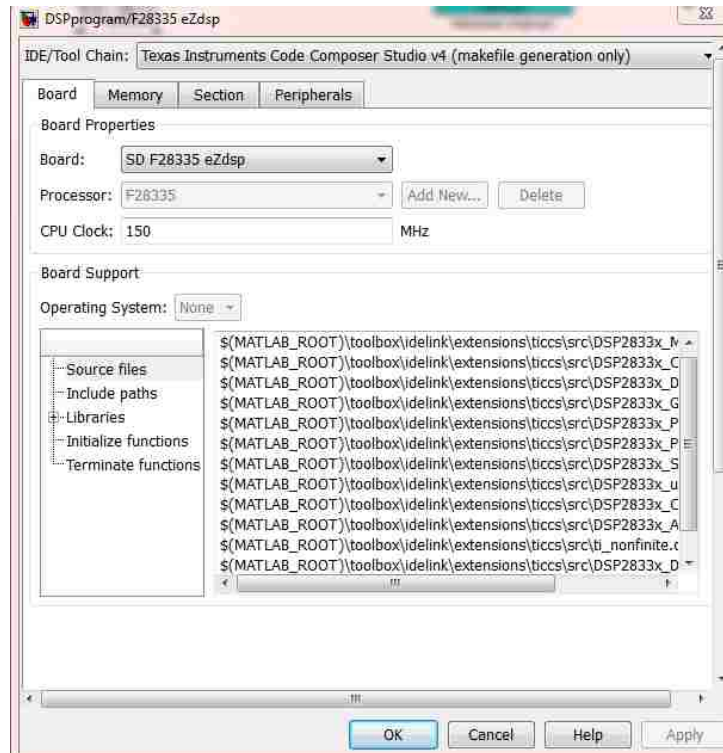 DSPprogram/F28335 eZdsp
IDE/Tool Chain: Texas Instruments Code Composer Studio v4 (makefile generation only)
Board Memory Section Peripherals
Board Properties
Board: SD F28335 eZdsp
Processor: F28335 Add New... Delete
CPU Clock: 150 MHz
Board Support
Operating System: None
Source files
Include paths
Libraries
Initialize functions
Terminate functions
$(MATLAB_ROOT)\toolbox\idelink\extensions\ticcs\src\DSP2833x_M
$(MATLAB_ROOT)\toolbox\idelink\extensions\ticcs\src\DSP2833x_C
$(MATLAB_ROOT)\toolbox\idelink\extensions\ticcs\src\DSP2833x_D
$(MATLAB_ROOT)\toolbox\idelink\extensions\ticcs\src\DSP2833x_G
$(MATLAB_ROOT)\toolbox\idelink\extensions\ticcs\src\DSP2833x_P
$(MATLAB_ROOT)\toolbox\idelink\extensions\ticcs\src\DSP2833x_P
$(MATLAB_ROOT)\toolbox\idelink\extensions\ticcs\src\DSP2833x_S
$(MATLAB_ROOT)\toolbox\idelink\extensions\ticcs\src\DSP2833x_u
$(MATLAB_ROOT)\toolbox\idelink\extensions\ticcs\src\DSP2833x_C
$(MATLAB_ROOT)\toolbox\idelink\extensions\ticcs\src\DSP2833x_A
$(MATLAB_ROOT)\toolbox\idelink\extensions\ticcs\src\ti_nonfinite.c
$(MATLAB_ROOT)\toolbox\idelink\extensions\ticcs\src\DSP2833x_D
OK Cancel Help Apply